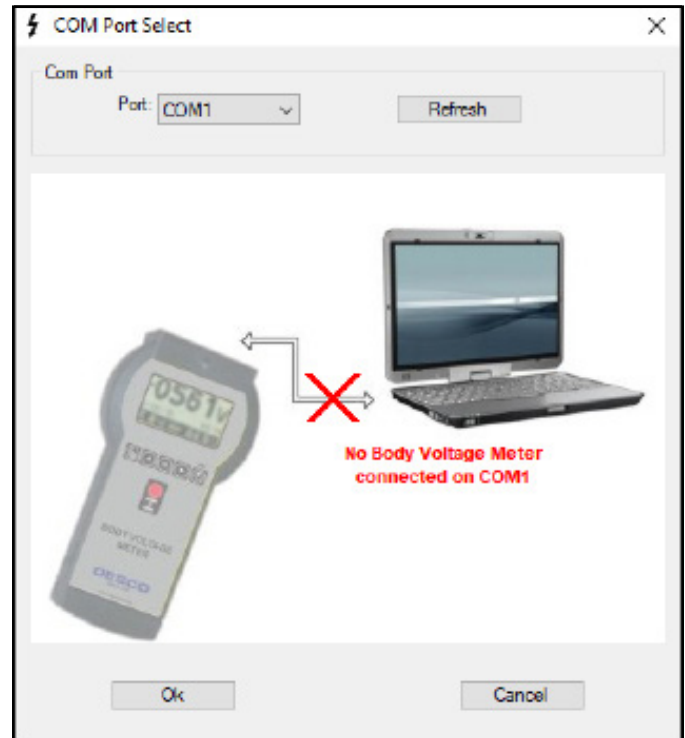 COM Port Select
Com Port
Port: COM1
Refresh
0561v
BODY VOLTAGE
METER
DESCO
No Body Voltage Meter
connected on COM1
Ok
Cancel